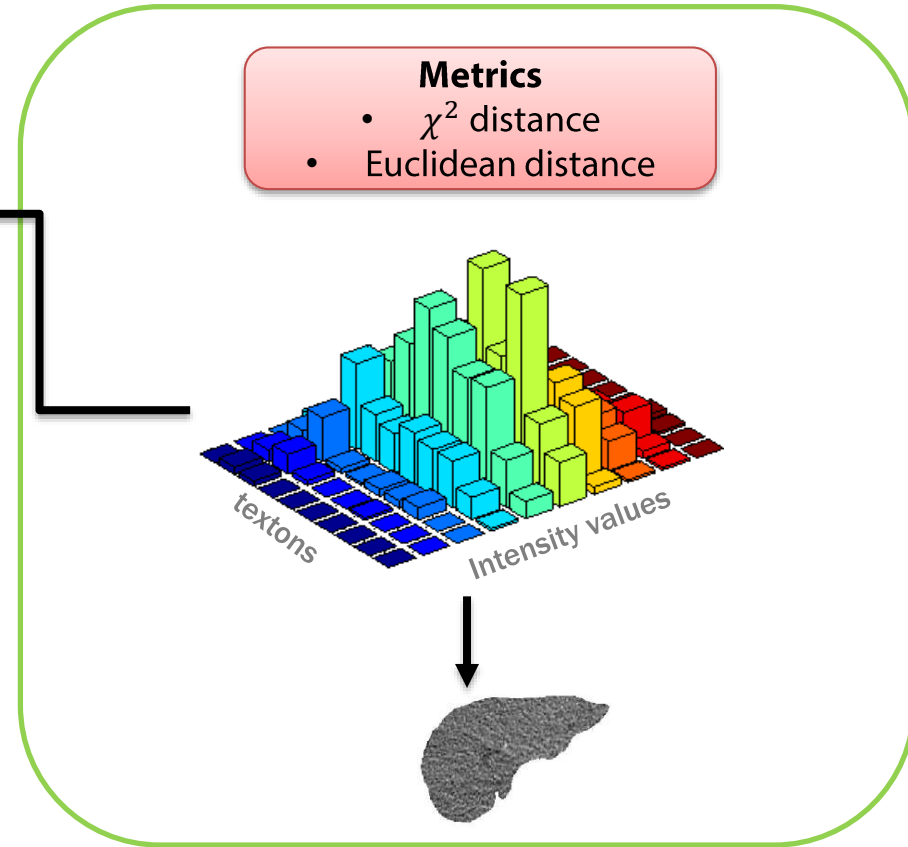 Metrics
• χ² distance
• Euclidean distance
textons
Intensity values